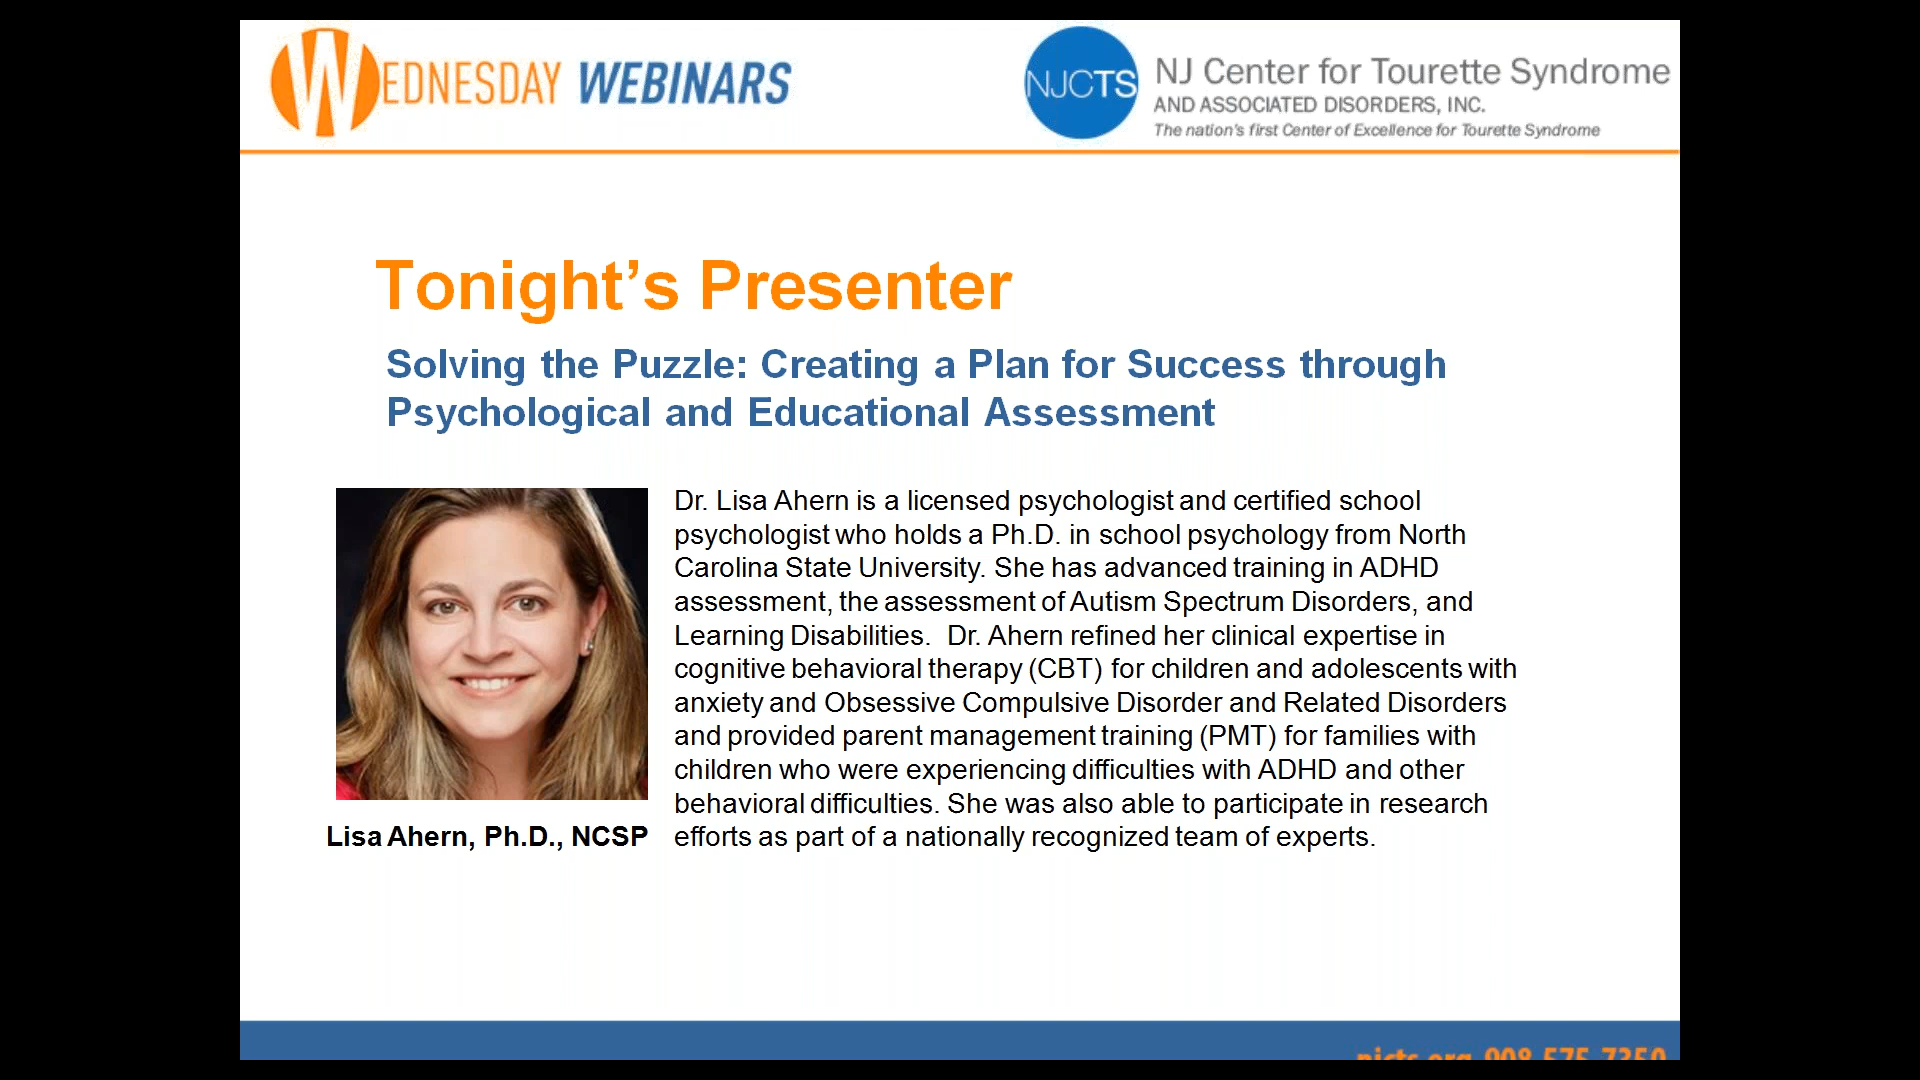 WEDNESDAY WEBINARS
NJCTS
NJ Center for Tourette Syndrome
AND ASSOCIATED DISORDERS, INC.
The nation's first Center of Excellence for Tourette Syndrome
Tonight’s Presenter
Solving the Puzzle: Creating a Plan for Success through
Psychological and Educational Assessment
Dr. Lisa Ahern is a licensed psychologist and certified school
psychologist who holds a Ph.D. in school psychology from North
Carolina State University. She has advanced training in ADHD
assessment, the assessment of Autism Spectrum Disorders, and
Learning Disabilities.  Dr. Ahern refined her clinical expertise in
cognitive behavioral therapy (CBT) for children and adolescents with
anxiety and Obsessive Compulsive Disorder and Related Disorders
and provided parent management training (PMT) for families with
children who were experiencing difficulties with ADHD and other
behavioral difficulties. She was also able to participate in research
efforts as part of a nationally recognized team of experts.
Lisa Ahern, Ph.D., NCSP
njcts.org 908-575-7350